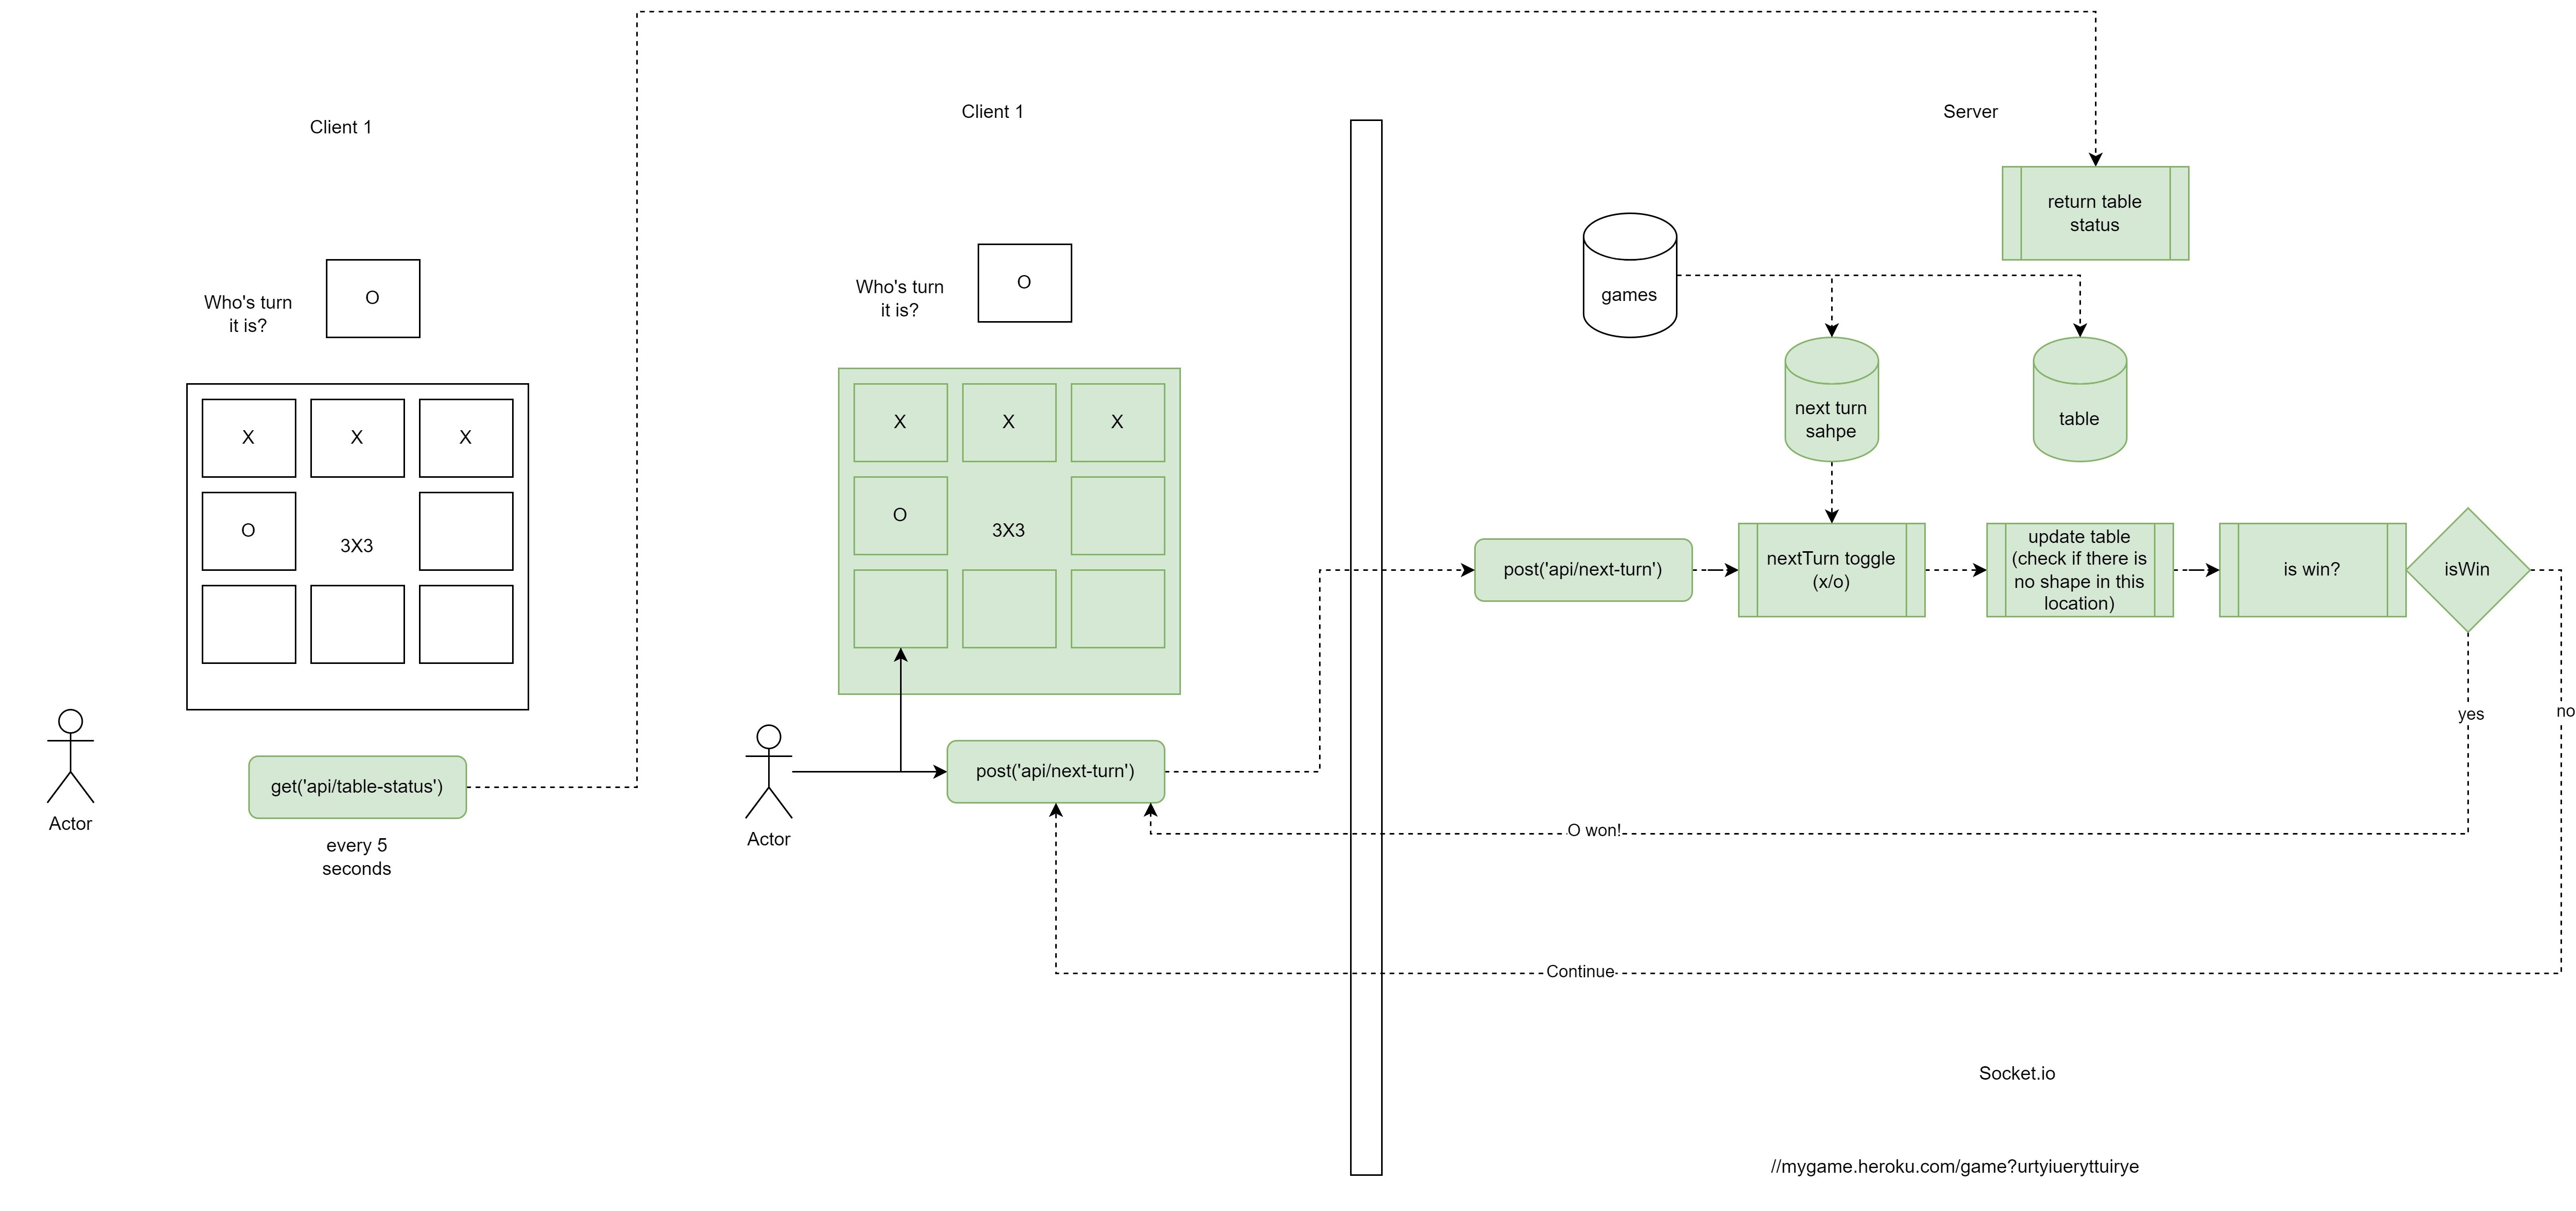 Client 1
Who's turn
it is?
O
X
X
X
O
3X3
Actor
get('api/table-status')
every 5
seconds
Client 1
Who's turn
it is?
O
X
X
X
O
3X3
Actor
post('api/next-turn')
Server
return table
status
games
next turn
sahpe
table
post('api/next-turn')
nextTurn toggle
(x/o)
update table
(check if there is
no shape in this
location)
is win?
isWin
yes
no
O won!
Continue
Socket.io
//mygame.heroku.com/game?urtyiueryttuirye